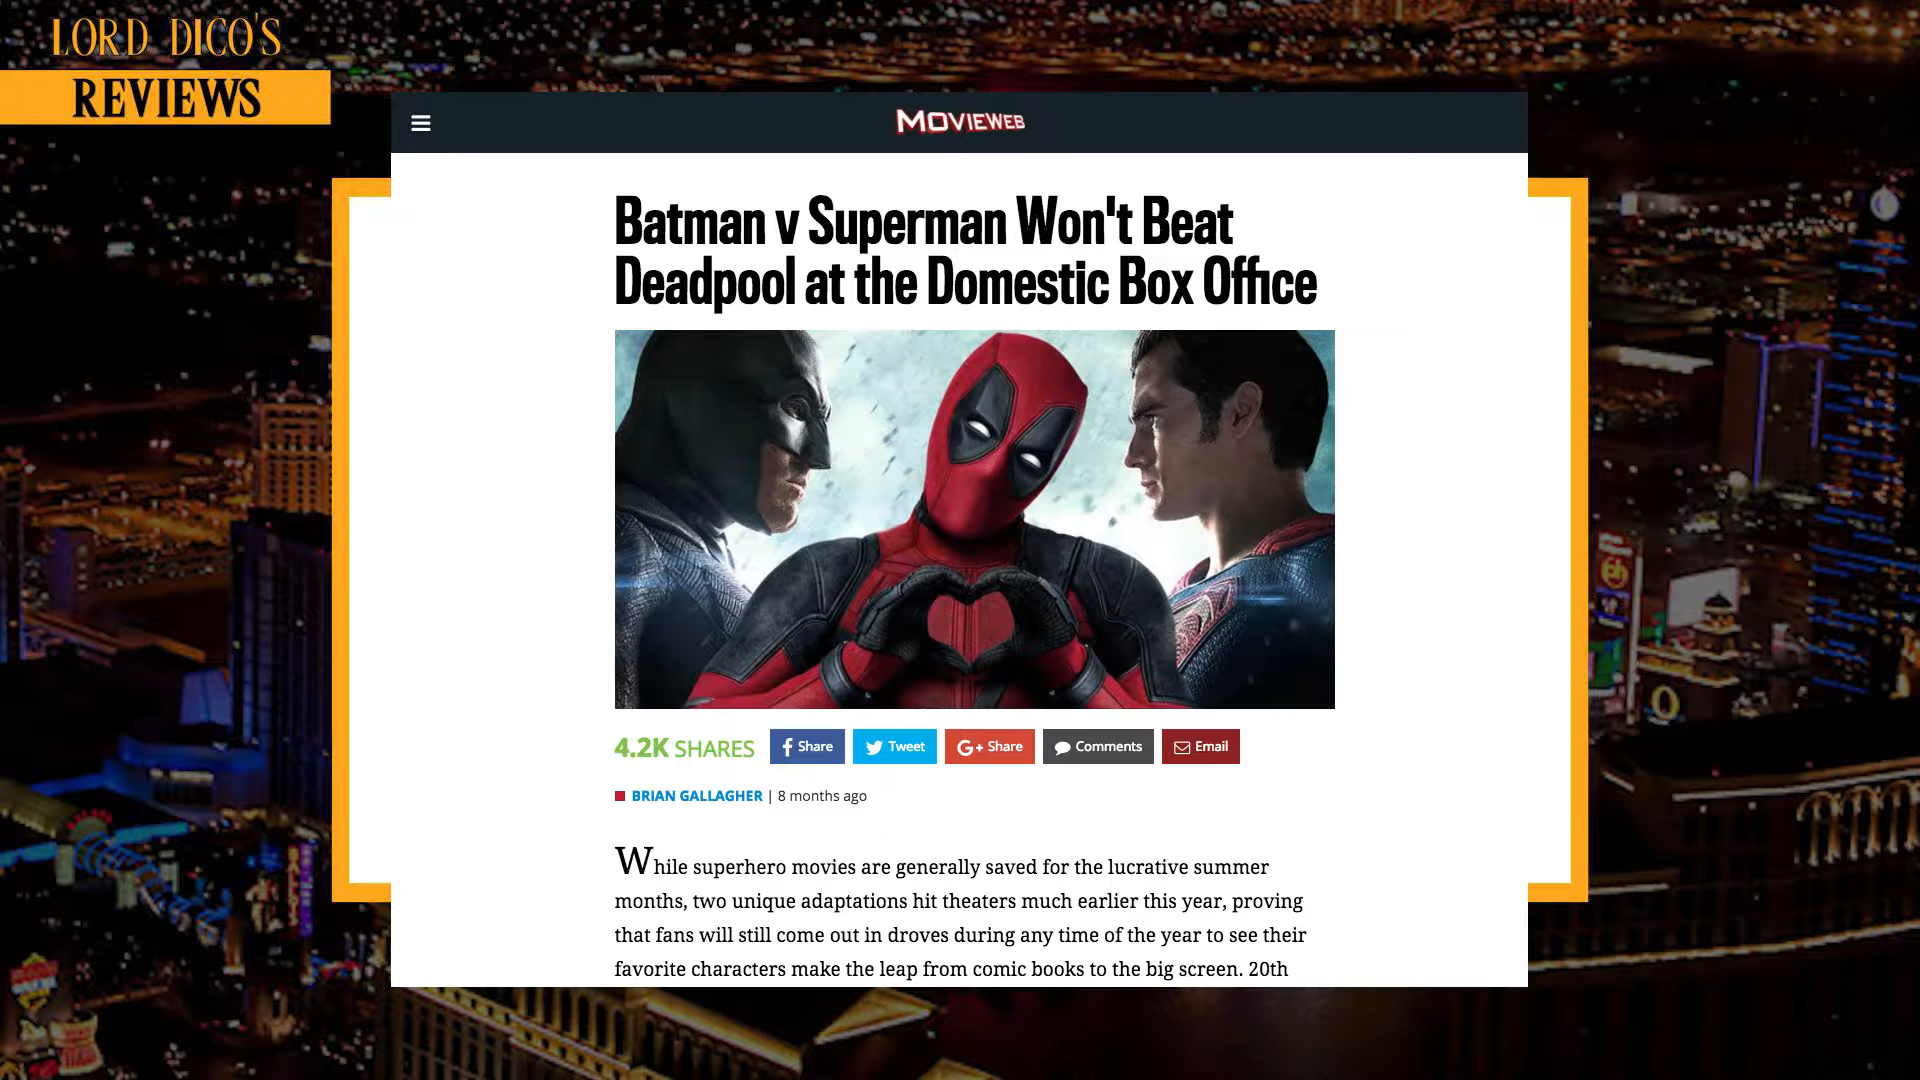 LORD DICO'S
REVIEWS
MOVIEWEB
Batman v Superman Won't Beat
Deadpool at the Domestic Box Office
4.2K SHARES
Share
Tweet
G+ Share
Comments
Email
BRIAN GALLAGHER | 8 months ago
While superhero movies are generally saved for the lucrative summer
months, two unique adaptations hit theaters much earlier this year, proving
that fans will still come out in droves during any time of the year to see their
favorite characters make the leap from comic books to the big screen. 20th